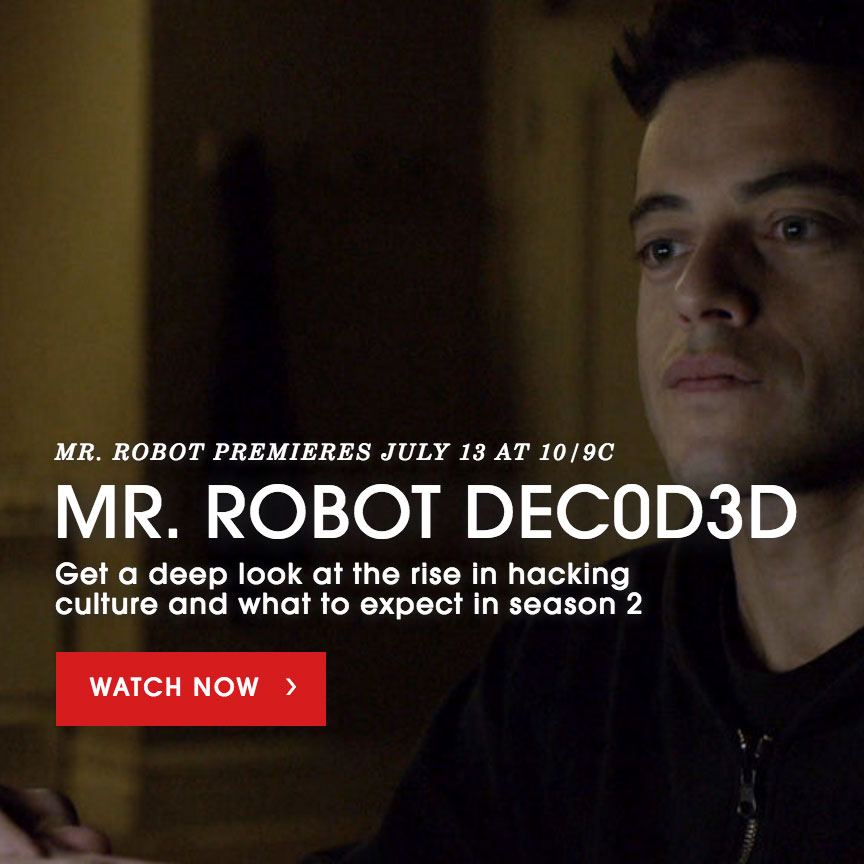 MR. ROBOT PREMIERES JULY 13 AT 10/9C
MR. ROBOT DEC0D3D
Get a deep look at the rise in hacking
culture and what to expect in season 2
WATCH NOW ›